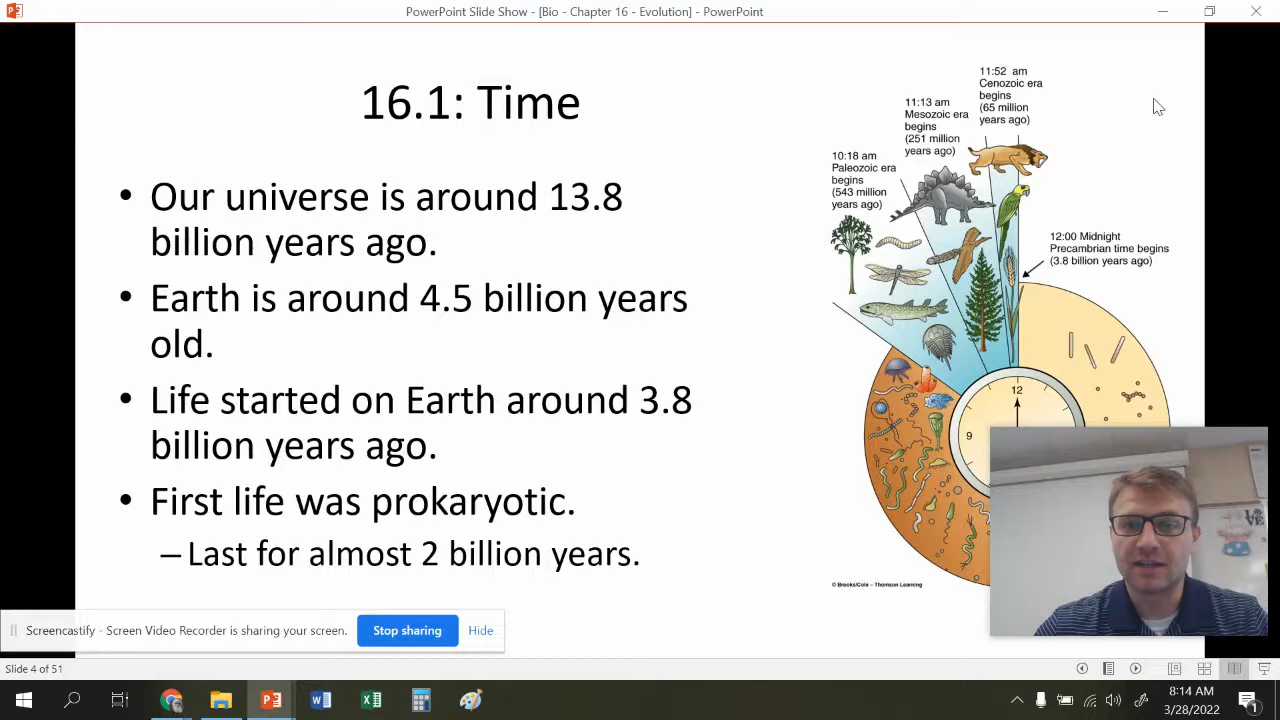 PowerPoint Slide Show - [Bio - Chapter 16 - Evolution] - PowerPoint
16.1: Time
• Our universe is around 13.8
billion years ago.
• Earth is around 4.5 billion years
old.
• Life started on Earth around 3.8
billion years ago.
• First life was prokaryotic.
– Last for almost 2 billion years.
11:52 am
Cenozoic era
begins
(65 million
years ago)
11:13 am
Mesozoic era
begins
(251 million
years ago)
10:18 am
Paleozoic era
begins
(543 million
years ago)
12:00 Midnight
Precambrian time begins
(3.8 billion years ago)
12
9
© Brooks/Cole – Thomson Learning
LOVE
Screencastify - Screen Video Recorder is sharing your screen.
Stop sharing
Hide
Slide 4 of 51
8:14 AM
3/28/2022
1